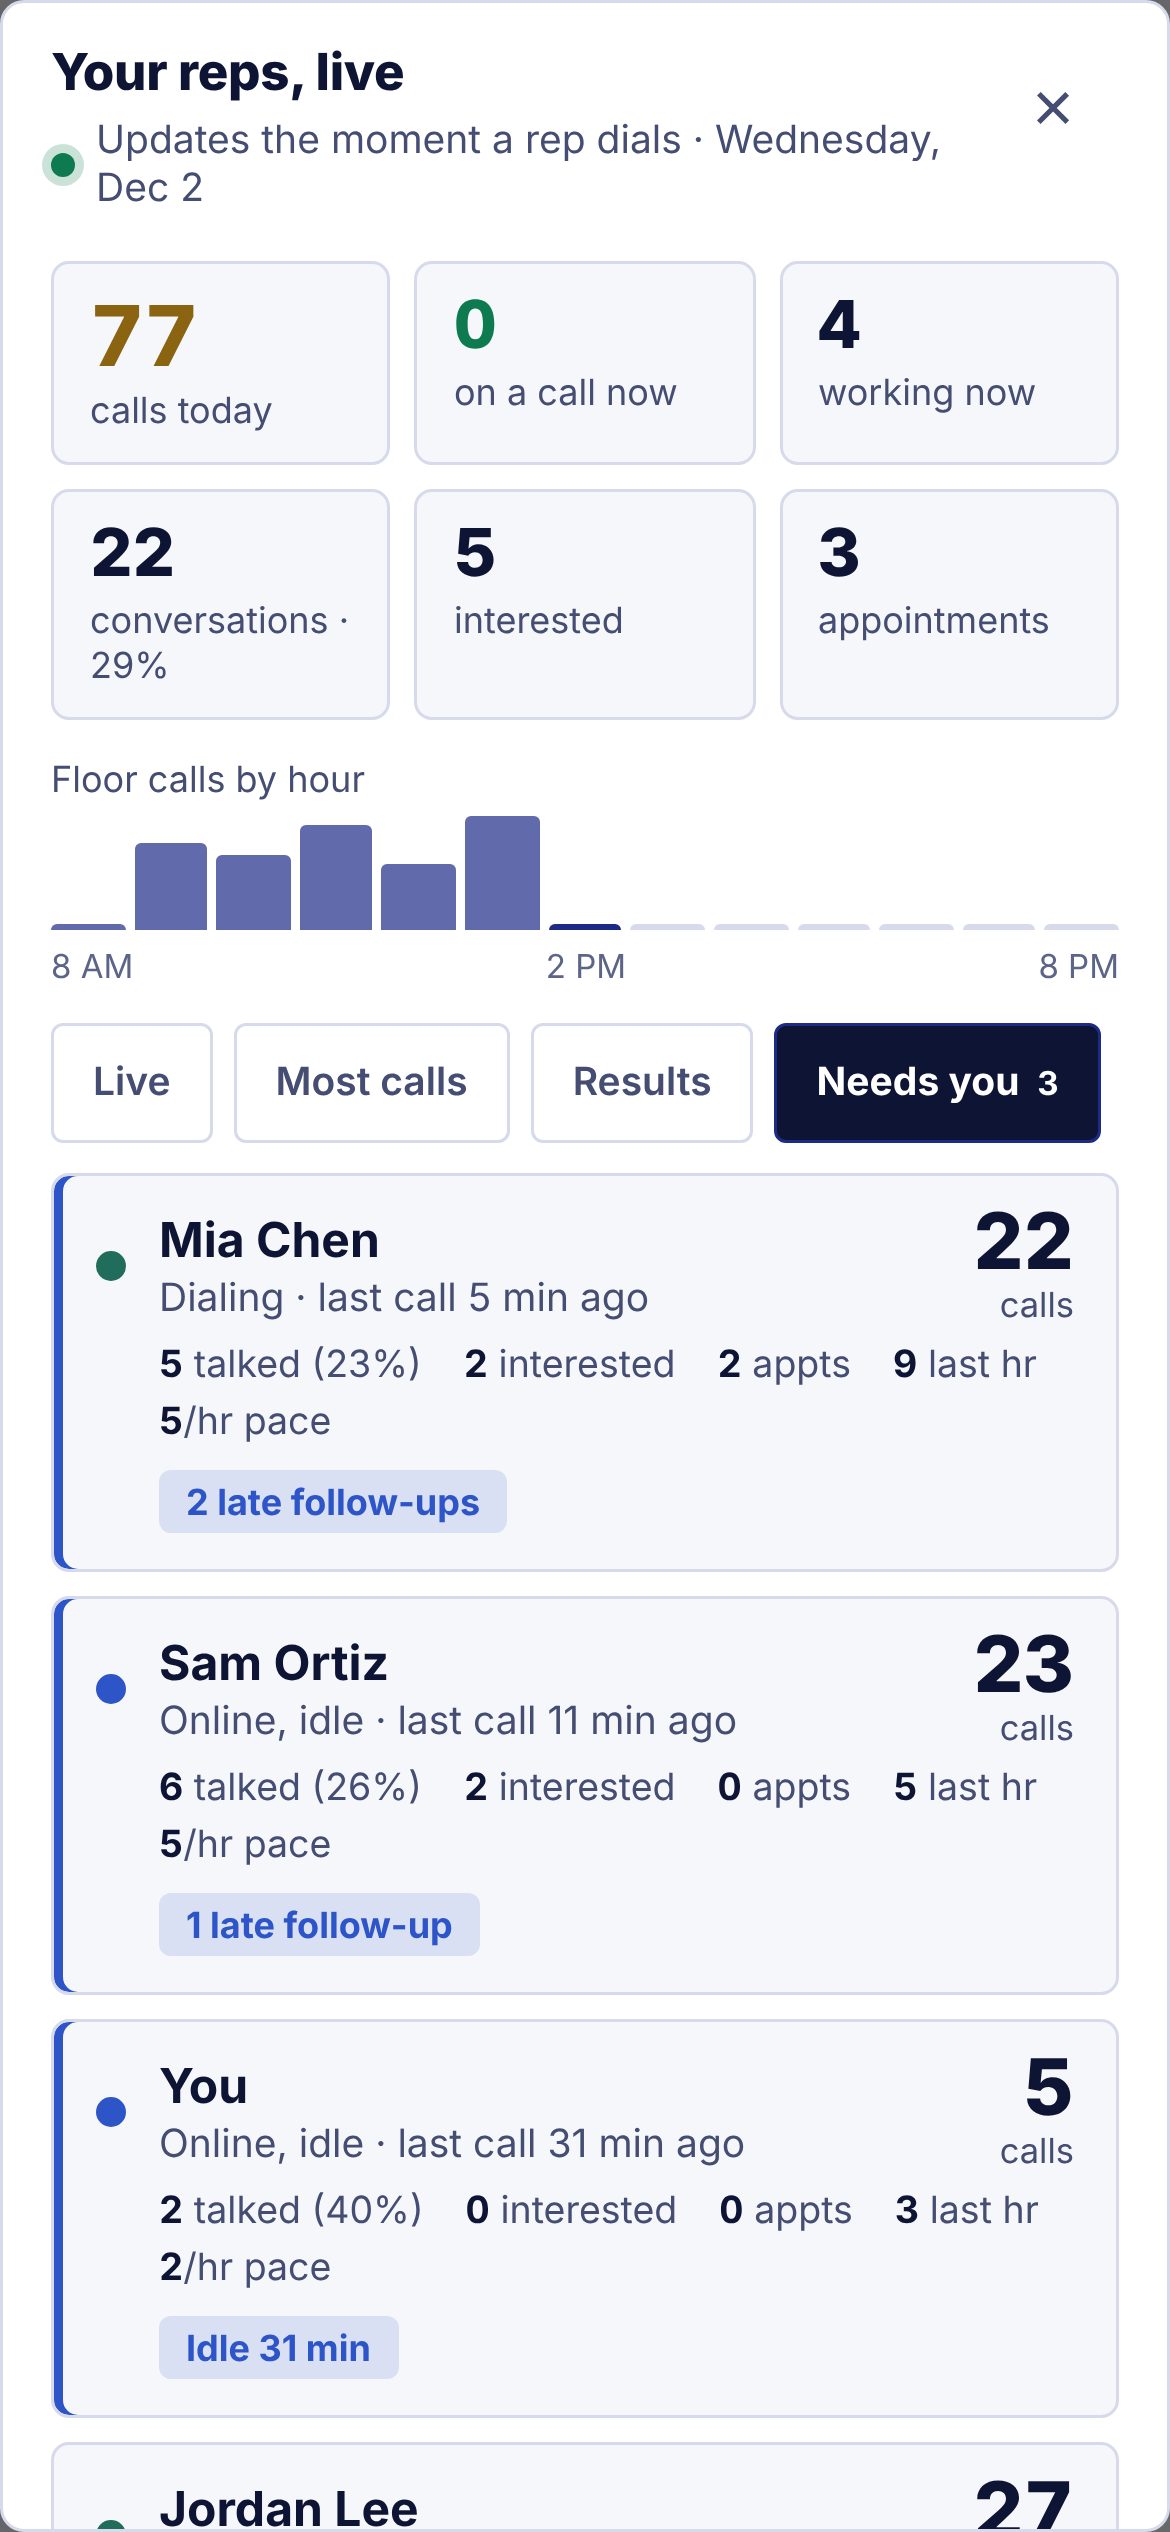 Your reps, live
Updates the moment a rep dials · Wednesday,
Dec 2
77
calls today
0
on a call now
4
working now
22
conversations ·
29%
5
interested
3
appointments
Floor calls by hour
8 AM 2 PM 8 PM
Live Most calls Results Needs you 3
Mia Chen
22
calls
Dialing · last call 5 min ago
5 talked (23%) 2 interested 2 appts 9 last hr
5/hr pace
2 late follow-ups
Sam Ortiz
23
calls
Online, idle · last call 11 min ago
6 talked (26%) 2 interested 0 appts 5 last hr
5/hr pace
1 late follow-up
You
5
calls
Online, idle · last call 31 min ago
2 talked (40%) 0 interested 0 appts 3 last hr
2/hr pace
Idle 31 min
Jordan Lee
27